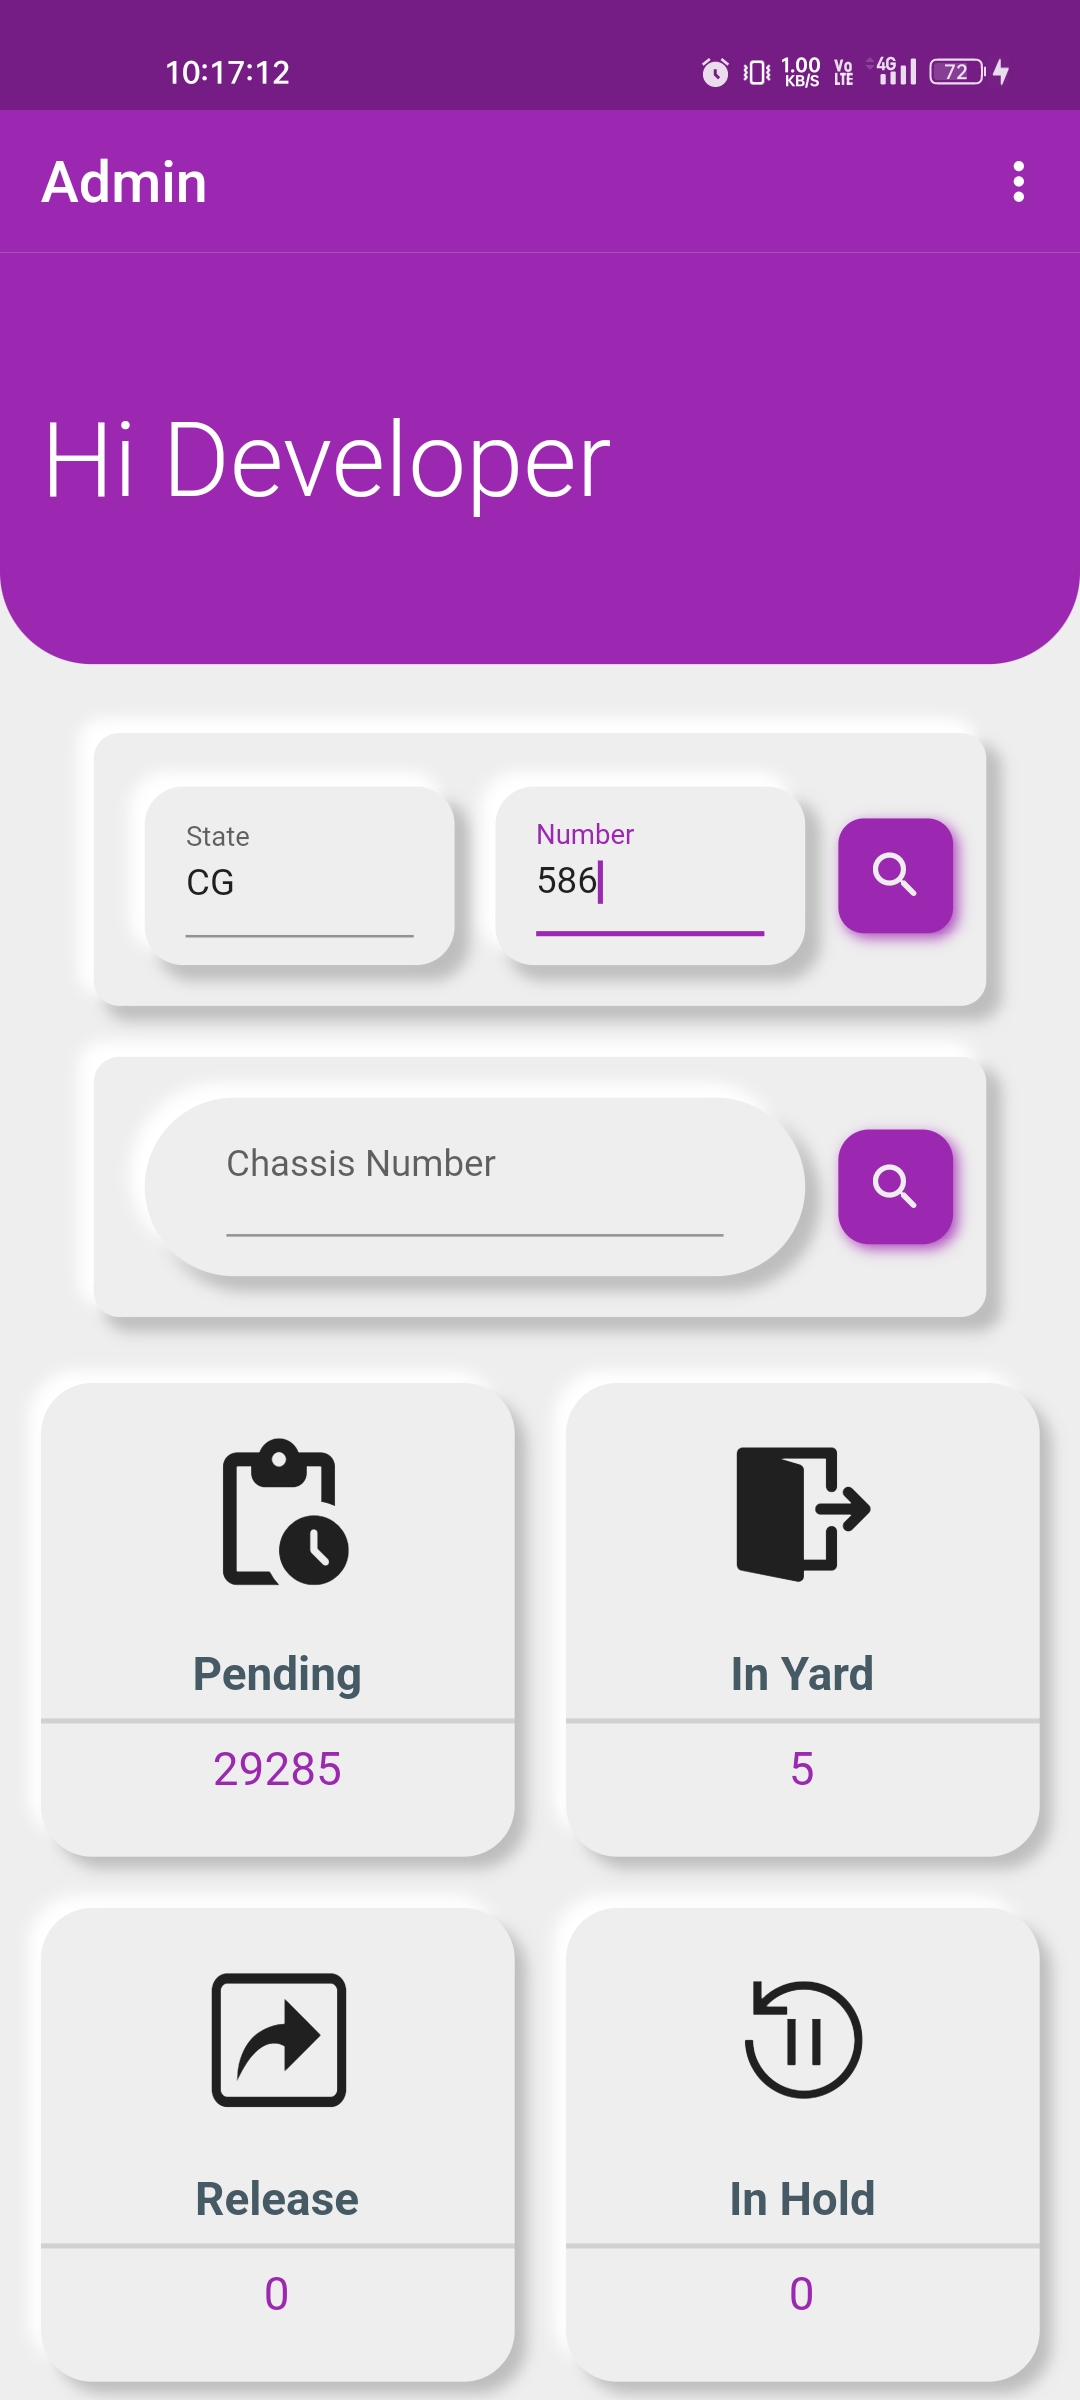 10:17:12 1.00 KB/S Vo LTE 4G 72
Admin
Hi Developer
State
CG
Number
586
Chassis Number
Pending
29285
In Yard
5
Release
0
In Hold
0